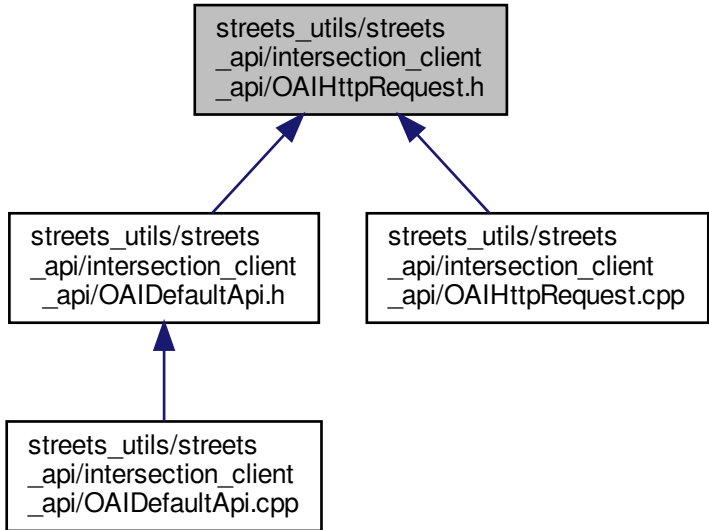 streets_utils/streets
_api/intersection_client
_api/OAIHttpRequest.h
streets_utils/streets
_api/intersection_client
_api/OAIDefaultApi.h
streets_utils/streets
_api/intersection_client
_api/OAIHttpRequest.cpp
streets_utils/streets
_api/intersection_client
_api/OAIDefaultApi.cpp